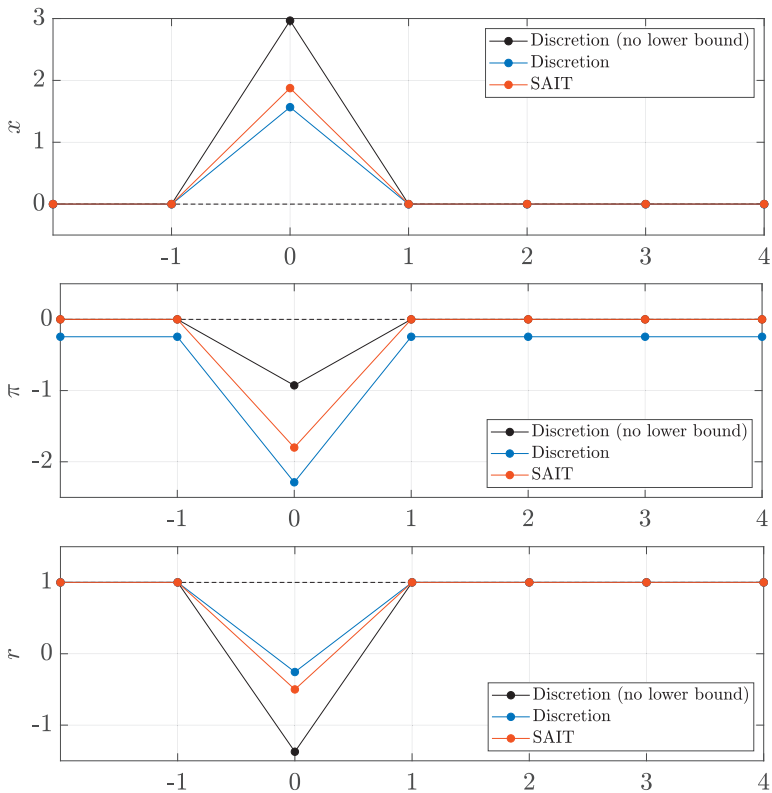 3
2
1
0
x
Discretion (no lower bound)
Discretion
SAIT
-1 0 1 2 3 4
0
-1
-2
π
Discretion (no lower bound)
Discretion
SAIT
-1 0 1 2 3 4
1
0
-1
r
Discretion (no lower bound)
Discretion
SAIT
-1 0 1 2 3 4